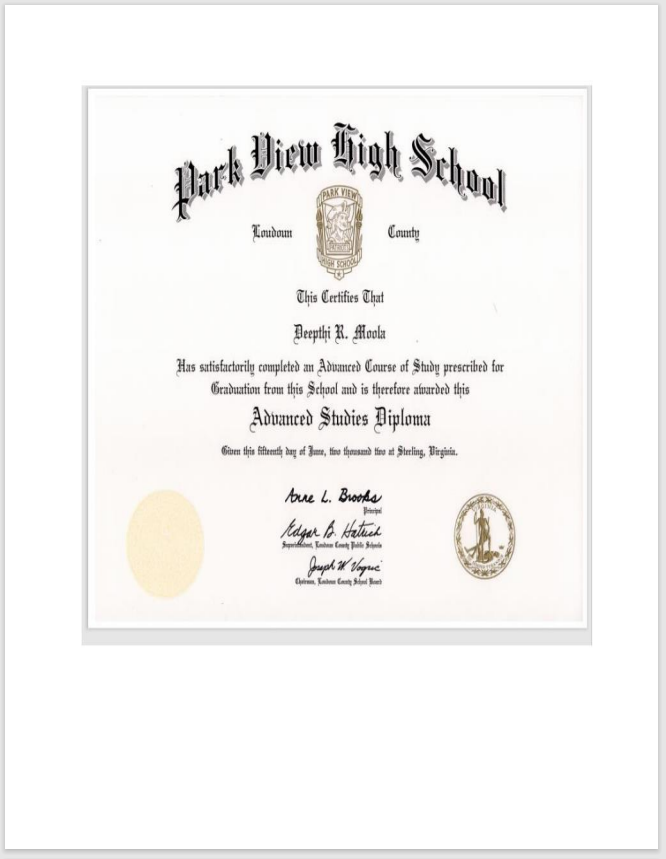 Park View High School
PARK VIEW
Loudoun County
HIGH SCHOOL
This Certifies That
Deepthi R. Moola
Has satisfactorily completed an Advanced Course of Study prescribed for
Graduation from this School and is therefore awarded this
Advanced Studies Diploma
Given this fifteenth day of June, two thousand two at Sterling, Virginia.
Anne L. Brooks
Principal
Edgar B. Hatrick
Superintendent, Loudoun County Public Schools
Joseph W. Vogric
Chairman, Loudoun County School Board